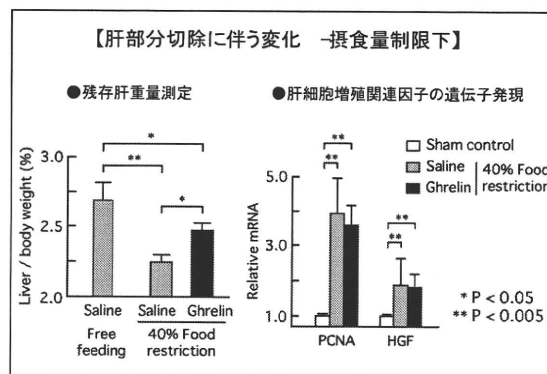 【肝部分切除に伴う変化 −摂食量制限下】
●残存肝重量測定
Liver / body weight (%)
3.0
2.5
2.0
*
**
*
Saline
Saline Ghrelin
Free feeding
40% Food restriction
●肝細胞増殖関連因子の遺伝子発現
Sham control
Saline
Ghrelin
40% Food restriction
Relative mRNA
5.0
3.0
1.0
**
**
**
**
PCNA
HGF
* P < 0.05
** P < 0.005